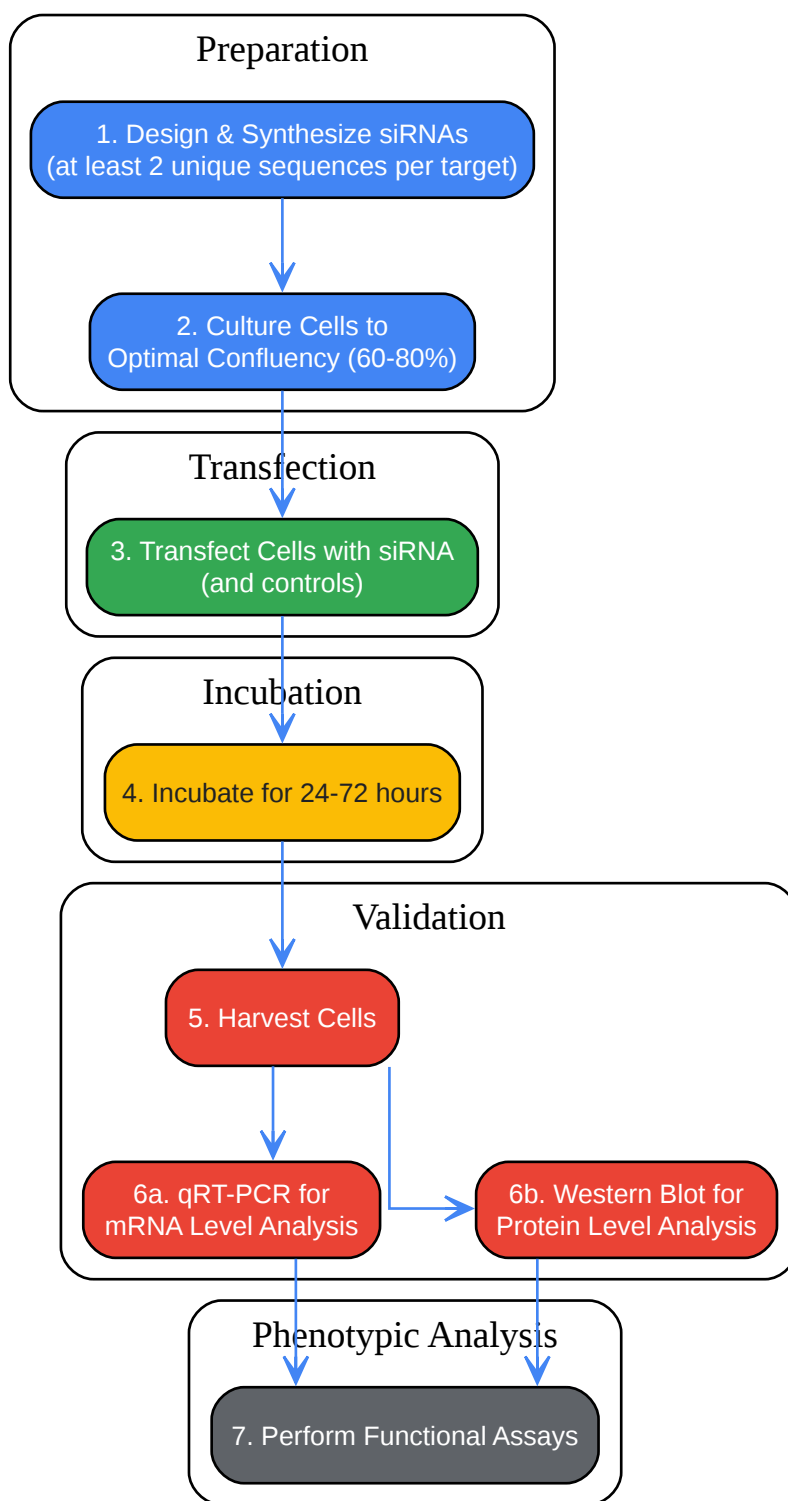 Preparation
1. Design & Synthesize siRNAs
(at least 2 unique sequences per target)
2. Culture Cells to
Optimal Confluency (60-80%)
Transfection
3. Transfect Cells with siRNA
(and controls)
Incubation
4. Incubate for 24-72 hours
Validation
5. Harvest Cells
6a. qRT-PCR for
mRNA Level Analysis
6b. Western Blot for
Protein Level Analysis
Phenotypic Analysis
7. Perform Functional Assays